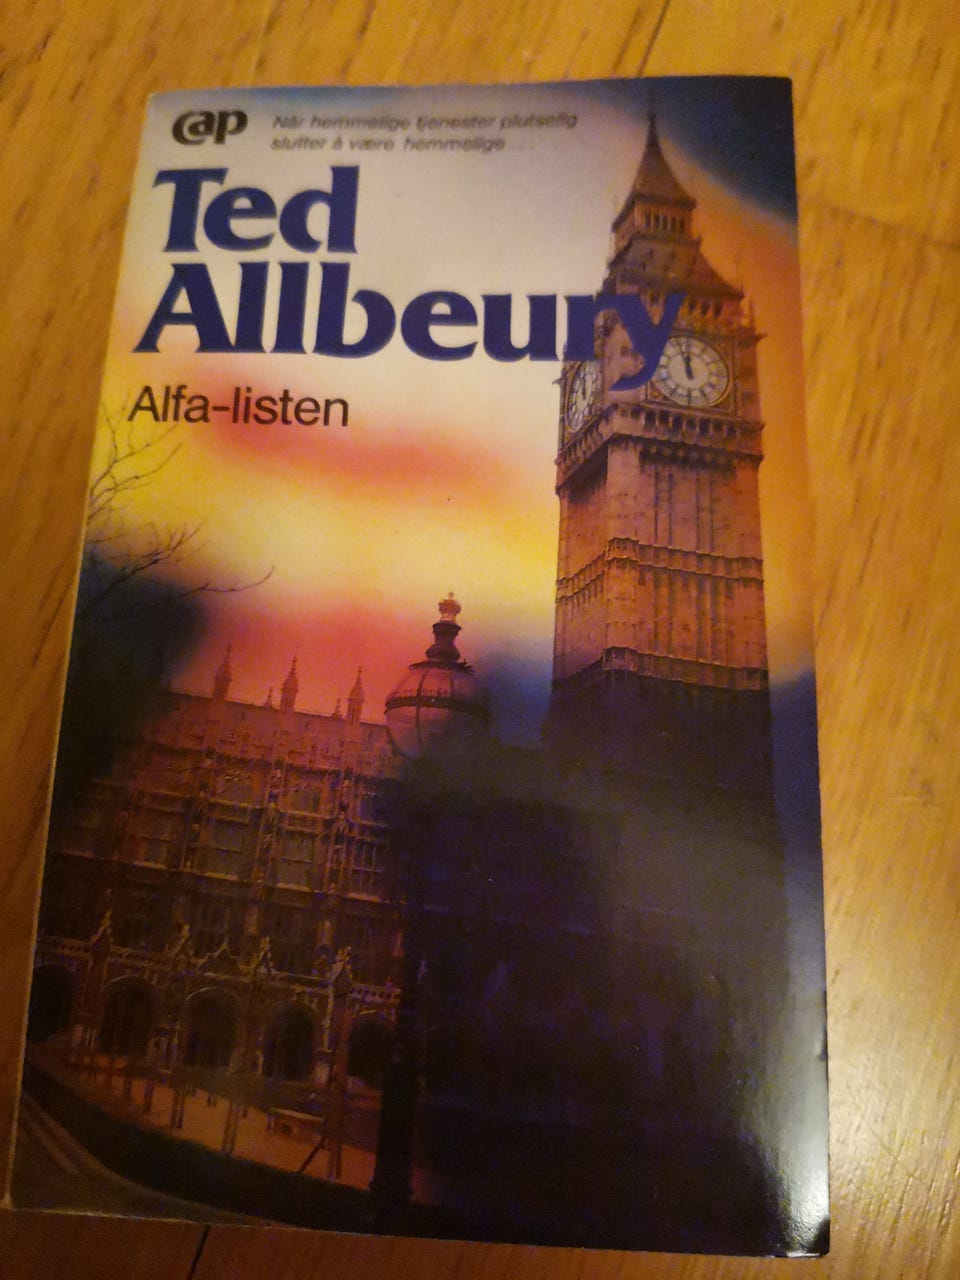 Cap
Når hemmelige tjenester plutselig
slutter å være hemmelige...
Ted
Allbeury
Alfa-listen